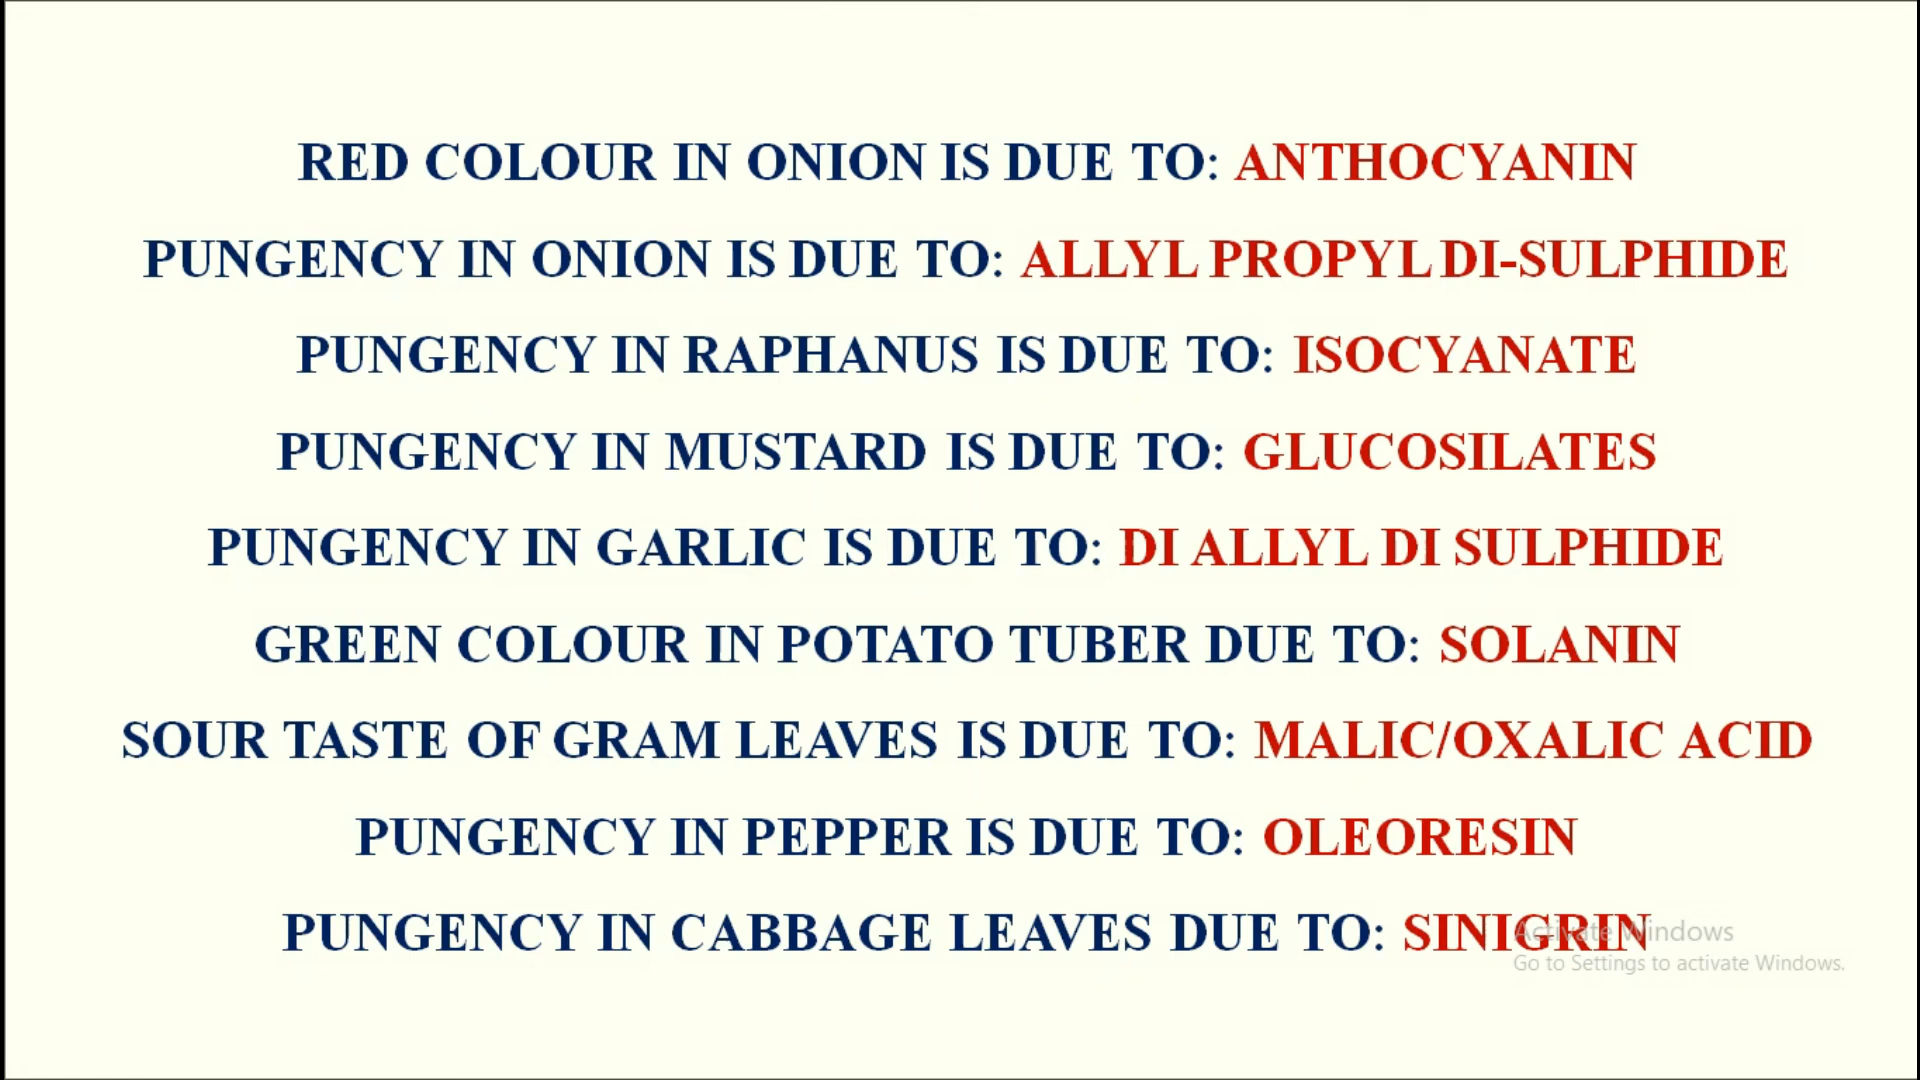 RED COLOUR IN ONION IS DUE TO: ANTHOCYANIN
PUNGENCY IN ONION IS DUE TO: ALLYL PROPYL DI-SULPHIDE
PUNGENCY IN RAPHANUS IS DUE TO: ISOCYANATE
PUNGENCY IN MUSTARD IS DUE TO: GLUCOSILATES
PUNGENCY IN GARLIC IS DUE TO: DI ALLYL DI SULPHIDE
GREEN COLOUR IN POTATO TUBER DUE TO: SOLANIN
SOUR TASTE OF GRAM LEAVES IS DUE TO: MALIC/OXALIC ACID
PUNGENCY IN PEPPER IS DUE TO: OLEORESIN
PUNGENCY IN CABBAGE LEAVES DUE TO: SINIGRIN
Activate Windows
Go to Settings to activate Windows.